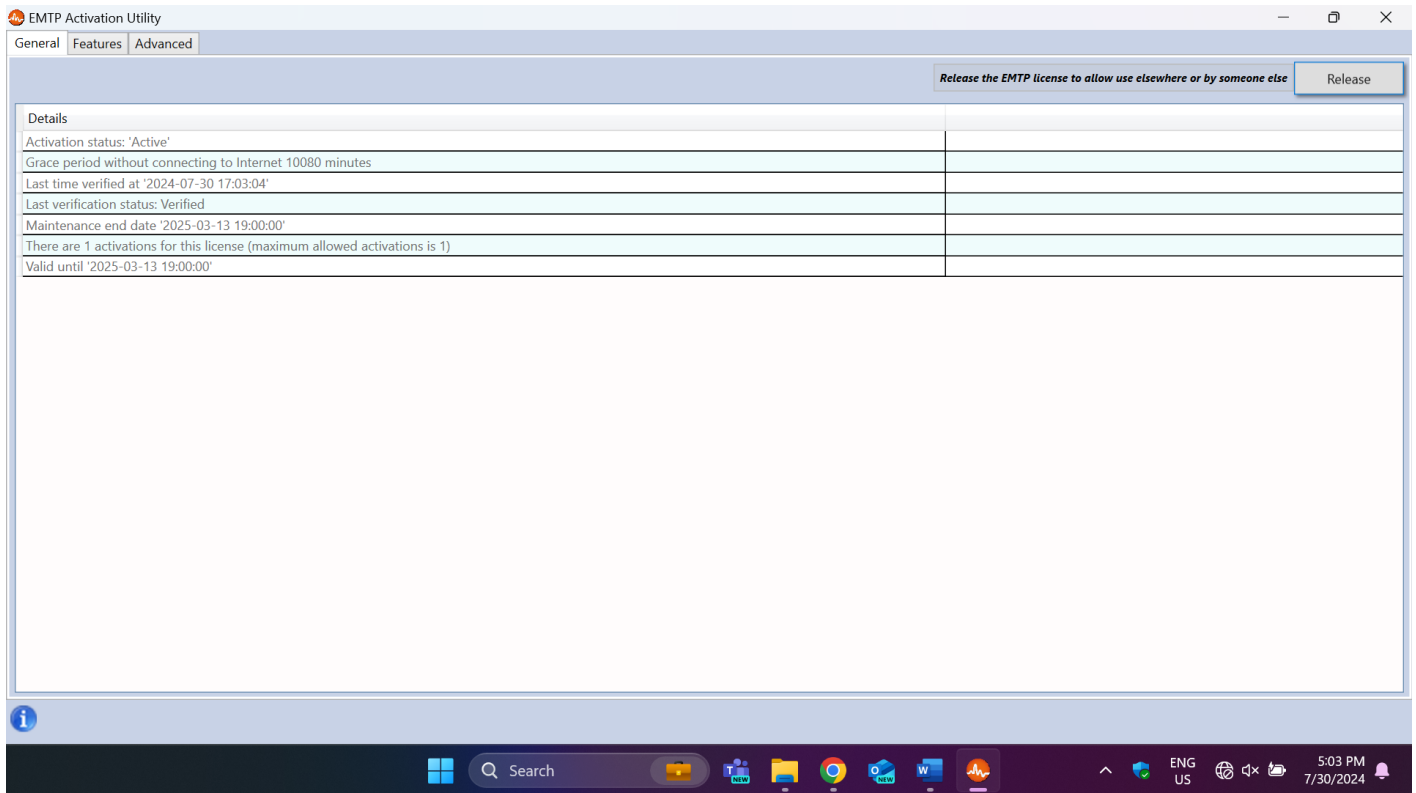 EMTP Activation Utility
General Features Advanced
Release the EMTP license to allow use elsewhere or by someone else Release
Details
Activation status: 'Active'
Grace period without connecting to Internet 10080 minutes
Last time verified at '2024-07-30 17:03:04'
Last verification status: Verified
Maintenance end date '2025-03-13 19:00:00'
There are 1 activations for this license (maximum allowed activations is 1)
Valid until '2025-03-13 19:00:00'
Search
T
NEW
O
NEW
W
ENG
US
5:03 PM
7/30/2024